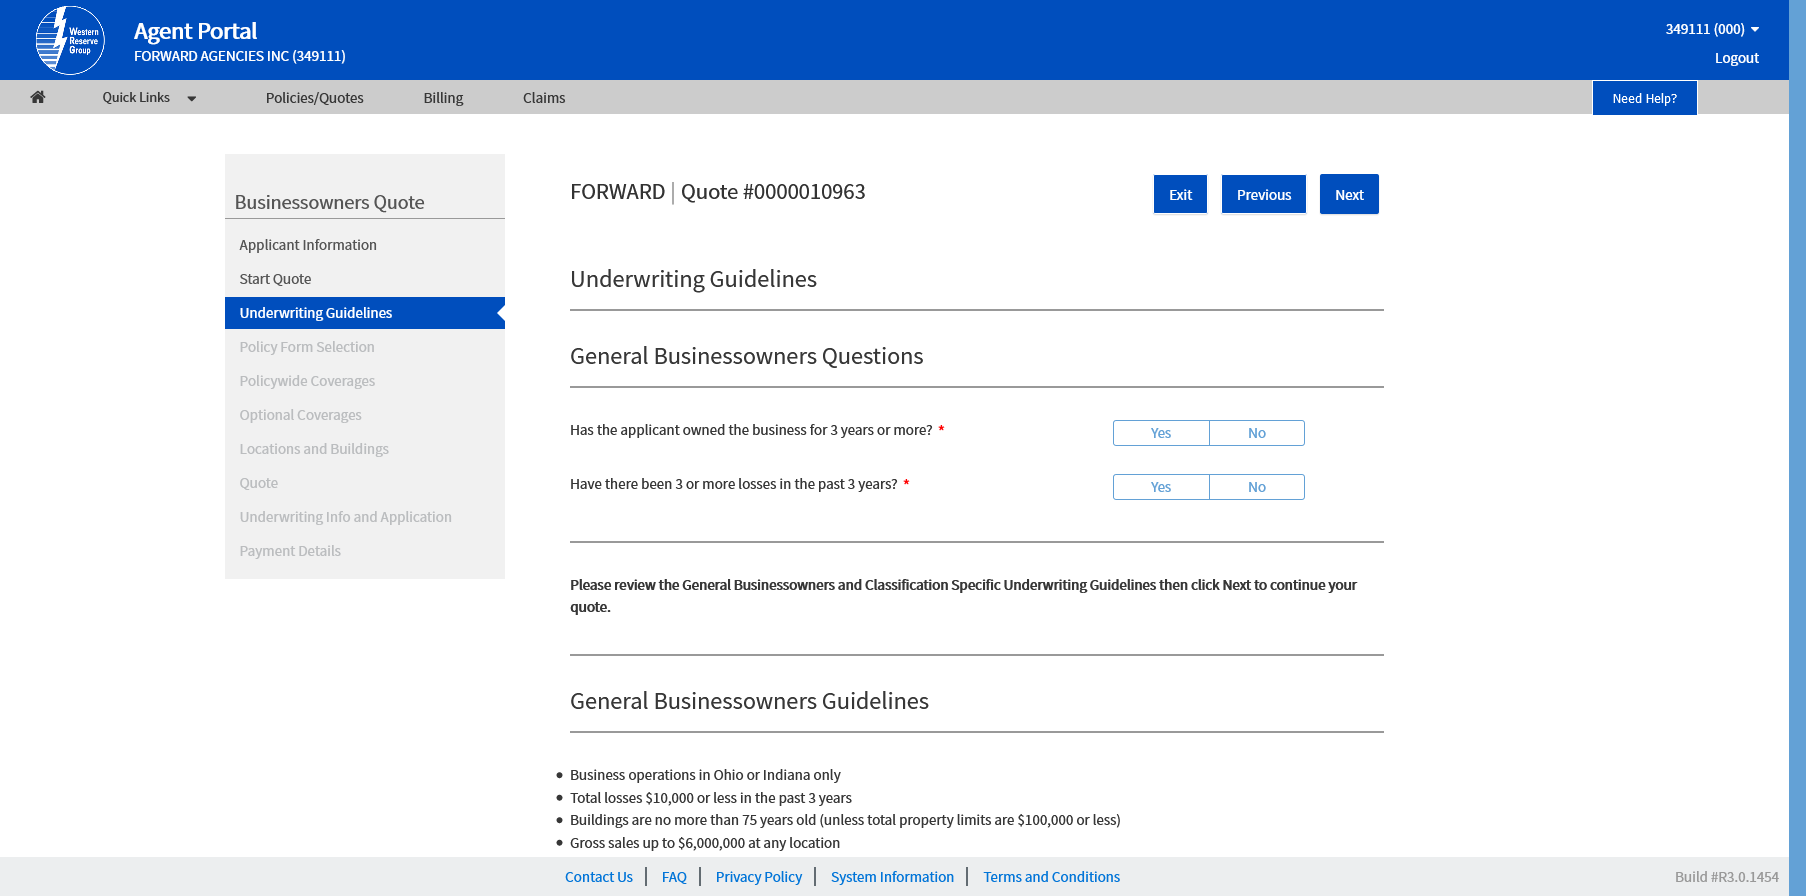 Western
Reserve
Group
Agent Portal
FORWARD AGENCIES INC (349111)
349111 (000)
Logout
Quick Links
Policies/Quotes
Billing
Claims
Need Help?
Businessowners Quote
Applicant Information
Start Quote
Underwriting Guidelines
Policy Form Selection
Policywide Coverages
Optional Coverages
Locations and Buildings
Quote
Underwriting Info and Application
Payment Details
FORWARD | Quote #0000010963
Exit
Previous
Next
Underwriting Guidelines
General Businessowners Questions
Has the applicant owned the business for 3 years or more? *
Yes
No
Have there been 3 or more losses in the past 3 years? *
Yes
No
Please review the General Businessowners and Classification Specific Underwriting Guidelines then click Next to continue your
quote.
General Businessowners Guidelines
• Business operations in Ohio or Indiana only
• Total losses $10,000 or less in the past 3 years
• Buildings are no more than 75 years old (unless total property limits are $100,000 or less)
• Gross sales up to $6,000,000 at any location
Contact Us | FAQ | Privacy Policy | System Information | Terms and Conditions
Build #R3.0.1454